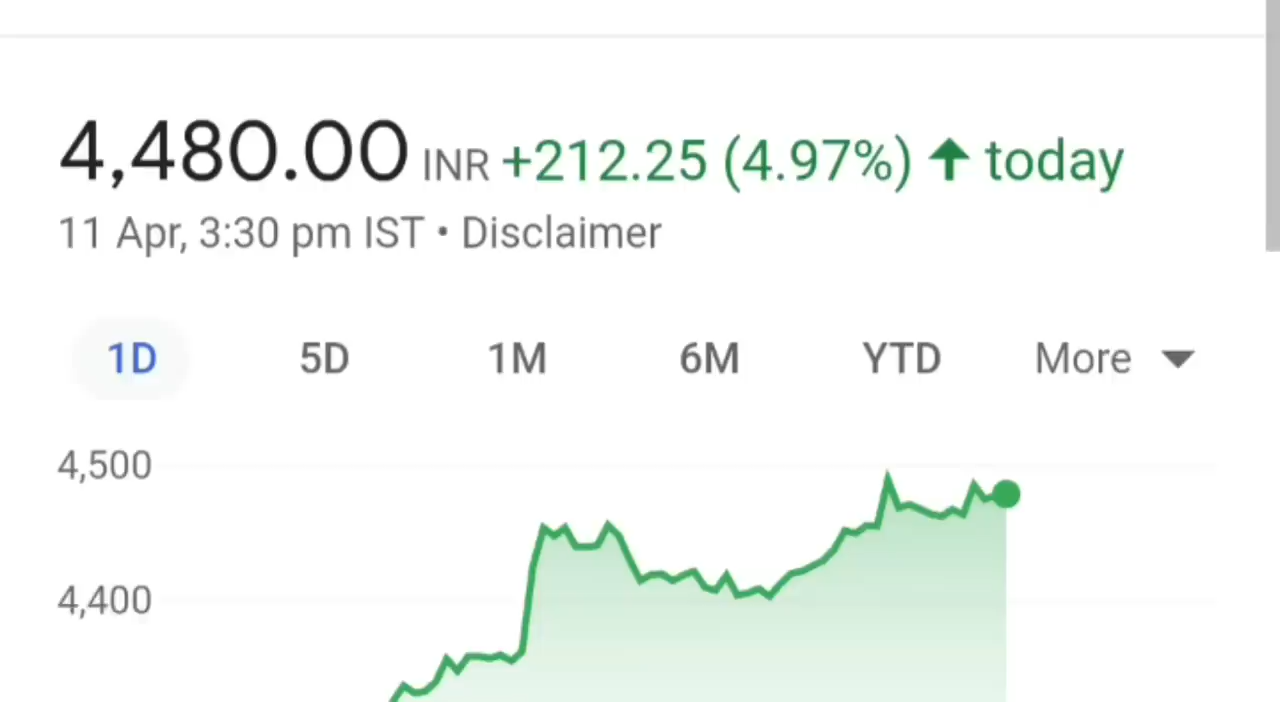 4,480.00 INR +212.25 (4.97%) ↑ today
11 Apr, 3:30 pm IST • Disclaimer
1D 5D 1M 6M YTD More
4,500
4,400